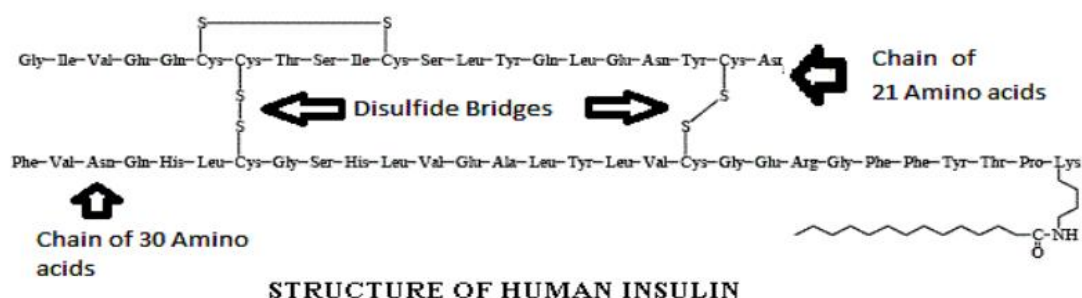 S S
Gly-Ile-Val-Glu-Gln-Cys-Cys-Thr-Ser-Ile-Cys-Ser-Leu-Tyr-Gln-Leu-Glu-Asn-Tyr-Cys-Asn
Chain of
21 Amino acids
S S
Disulfide Bridges
S S
Phe-Val-Asn-Gln-His-Leu-Cys-Gly-Ser-His-Leu-Val-Glu-Ala-Leu-Tyr-Leu-Val-Cys-Gly-Glu-Arg-Gly-Phe-Phe-Tyr-Thr-Pro-Lys
Chain of 30 Amino
acids
C-NH
O
STRUCTURE OF HUMAN INSULIN